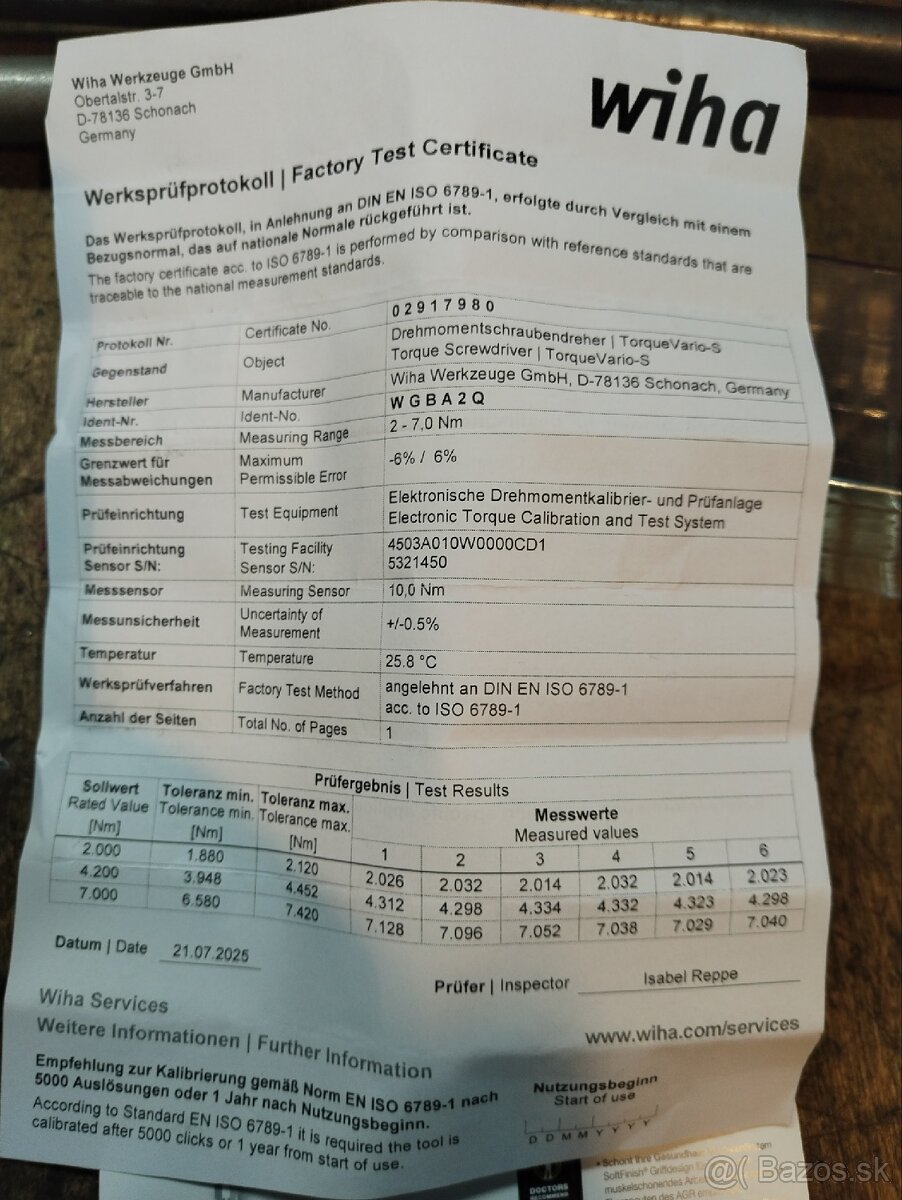 Wiha Werkzeuge GmbH
Obertalstr. 3-7
D-78136 Schonach
Germany
wiha
Werksprüfprotokoll | Factory Test Certificate
Das Werksprüfprotokoll, in Anlehnung an DIN EN ISO 6789-1, erfolgte durch Vergleich mit einem
Bezugsnormal, das auf nationale Normale rückgeführt ist.
The factory certificate acc. to ISO 6789-1 is performed by comparison with reference standards that are
traceable to the national measurement standards.
Protokoll Nr. Certificate No. 02917980
Gegenstand Object Drehmomentschraubendreher | TorqueVario-S
Torque Screwdriver | TorqueVario-S
Hersteller Manufacturer Wiha Werkzeuge GmbH, D-78136 Schonach, Germany
Ident-Nr. Ident-No. WGBA2Q
Messbereich Measuring Range 2 - 7,0 Nm
Grenzwert für Maximum -6% / 6%
Messabweichungen Permissible Error
Prüfeinrichtung Test Equipment Elektronische Drehmomentkalibrier- und Prüfanlage
Electronic Torque Calibration and Test System
Prüfeinrichtung Testing Facility 4503A010W0000CD1
Sensor S/N: Sensor S/N: 5321450
Messsensor Measuring Sensor 10,0 Nm
Messunsicherheit Uncertainty of +/-0.5%
Measurement
Temperatur Temperature 25.8 °C
Werksprüfverfahren Factory Test Method angelehnt an DIN EN ISO 6789-1
acc. to ISO 6789-1
Anzahl der Seiten Total No. of Pages 1
Prüfergebnis | Test Results
Sollwert Toleranz min. Toleranz max. Messwerte
Rated Value Tolerance min. Tolerance max. Measured values
[Nm] [Nm] [Nm] 1 2 3 4 5 6
2.000 1.880 2.120 2.026 2.032 2.014 2.032 2.014 2.023
4.200 3.948 4.452 4.312 4.298 4.334 4.332 4.323 4.298
7.000 6.580 7.420 7.128 7.096 7.052 7.038 7.029 7.040
Datum | Date 21.07.2025
Prüfer | Inspector Isabel Reppe
Wiha Services
Weitere Informationen | Further Information
www.wiha.com/services
Empfehlung zur Kalibrierung gemäß Norm EN ISO 6789-1 nach
5000 Auslösungen oder 1 Jahr nach Nutzungsbeginn.
According to Standard EN ISO 6789-1 it is required the tool is
calibrated after 5000 clicks or 1 year from start of use.
Nutzungsbeginn
Start of use
D D M M Y Y Y Y
• Schont Ihre Gesundheit
SoftFinish® Griffdesign
muskelschonendes
des AGR
DOCTORS
RECOMMEND
@( Bazos.sk